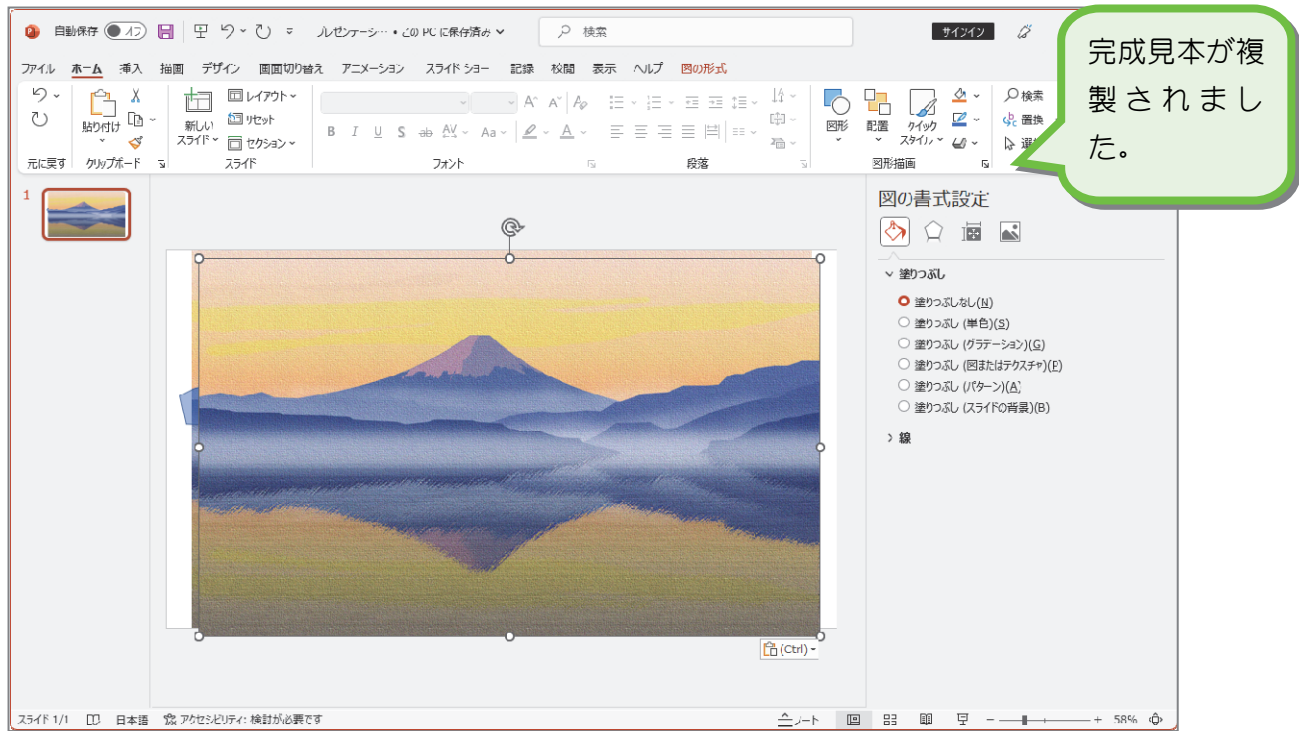 自動保存 オフ
プレゼンテーシ… • この PC に保存済み
検索
サインイン
ファイル ホーム 挿入 描画 デザイン 画面切り替え アニメーション スライド ショー 記録 校閲 表示 ヘルプ 図の形式
貼り付け
新しい
スライド
レイアウト
リセット
セクション
B I U S ab AV Aa A
図形
配置
クイック
スタイル
検索
置換
元に戻す クリップボード スライド フォント 段落 図形描画
完成見本が複
製されまし
た。
1
図の書式設定
塗りつぶし
塗りつぶしなし(N)
塗りつぶし (単色)(S)
塗りつぶし (グラデーション)(G)
塗りつぶし (図またはテクスチャ)(P)
塗りつぶし (パターン)(A)
塗りつぶし (スライドの背景)(B)
線
(Ctrl)
スライド 1/1 日本語 アクセシビリティ: 検討が必要です ノート 58%